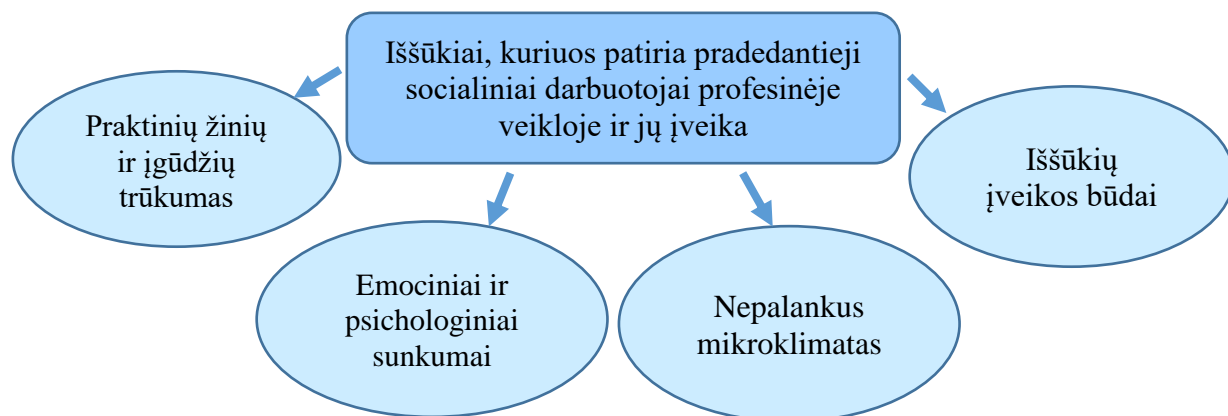 Iššūkiai, kuriuos patiria pradedantieji
socialiniai darbuotojai profesinėje
veikloje ir jų įveika
Praktinių žinių
ir įgūdžių
trūkumas
Emociniai ir
psichologiniai
sunkumai
Nepalankus
mikroklimatas
Iššūkių
įveikos būdai